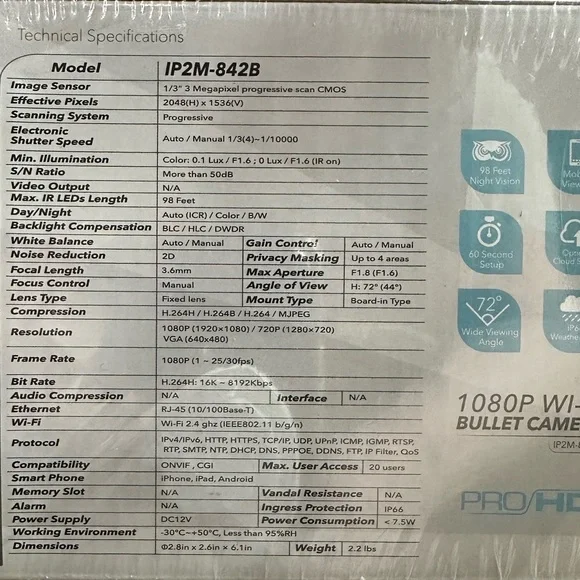 Technical Specifications
Model IP2M-842B
Image Sensor 1/3" 3 Megapixel progressive scan CMOS
Effective Pixels 2048(H) x 1536(V)
Scanning System Progressive
Electronic
Shutter Speed Auto / Manual 1/3(4)~1/10000
Min. Illumination Color: 0.1 Lux / F1.6 ; 0 Lux / F1.6 (IR on)
S/N Ratio More than 50dB
Video Output N/A
Max. IR LEDs Length 98 Feet
Day/Night Auto (ICR) / Color / B/W
Backlight Compensation BLC / HLC / DWDR
White Balance Auto / Manual Gain Control Auto / Manual
Noise Reduction 2D Privacy Masking Up to 4 areas
Focal Length 3.6mm Max Aperture F1.8 (F1.6)
Focus Control Manual Angle of View H: 72° (44°)
Lens Type Fixed lens Mount Type Board-in Type
Compression H.264H / H.264B / H.264 / MJPEG
Resolution 1080P (1920×1080) / 720P (1280×720)
VGA (640x480)
Frame Rate 1080P (1 ~ 25/30fps)
Bit Rate H.264H: 16K ~ 8192Kbps
Audio Compression N/A Interface N/A
Ethernet RJ-45 (10/100Base-T)
Wi-Fi Wi-Fi 2.4 ghz (IEEE802.11 b/g/n)
Protocol IPv4/IPv6, HTTP, HTTPS, TCP/IP, UDP, UPnP, ICMP, IGMP, RTSP,
RTP, SMTP, NTP, DHCP, DNS, PPPOE, DDNS, FTP, IP Filter, QoS
Compatibility ONVIF , CGI Max. User Access 20 users
Smart Phone iPhone, iPad, Android
Memory Slot N/A Vandal Resistance N/A
Alarm N/A Ingress Protection IP66
Power Supply DC12V Power Consumption < 7.5W
Working Environment -30°C~+50°C, Less than 95%RH
Dimensions Φ2.8in x 2.6in × 6.1in Weight 2.2 lbs
98 Feet
Night Vision
60 Second
Setup
72°
Wide Viewing
Angle
1080P WI-
BULLET CAME
IP2M-
PRO/HD